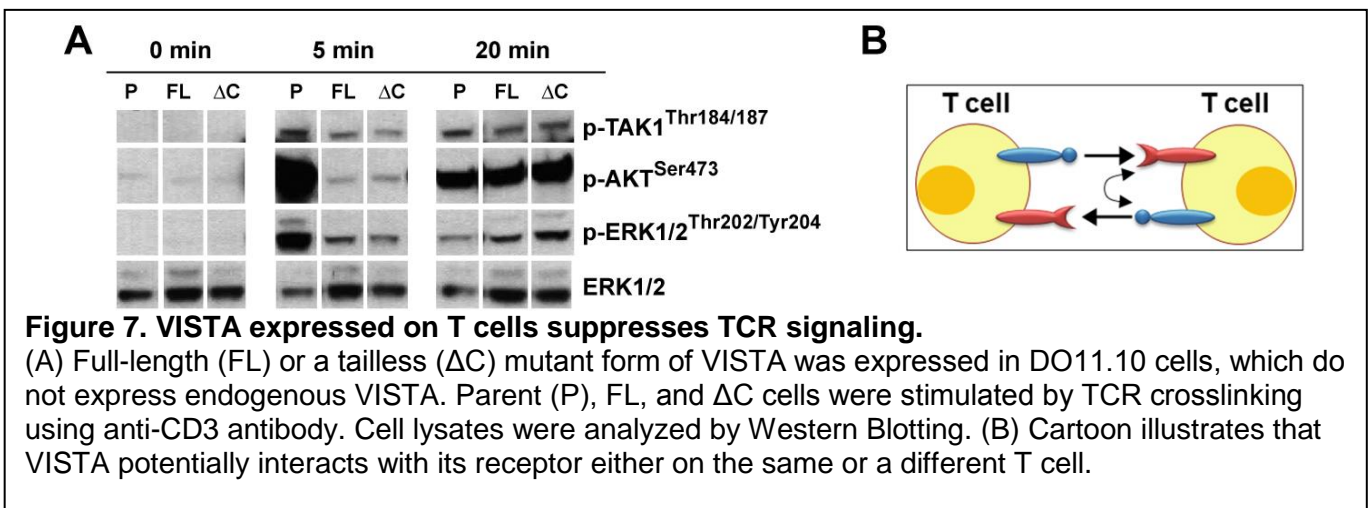 A
B
0 min 5 min 20 min
P FL ΔC P FL ΔC P FL ΔC
p-TAK1Thr184/187
p-AKTSer473
p-ERK1/2Thr202/Tyr204
ERK1/2
T cell T cell
Figure 7. VISTA expressed on T cells suppresses TCR signaling.
(A) Full-length (FL) or a tailless (ΔC) mutant form of VISTA was expressed in DO11.10 cells, which do
not express endogenous VISTA. Parent (P), FL, and ΔC cells were stimulated by TCR crosslinking
using anti-CD3 antibody. Cell lysates were analyzed by Western Blotting. (B) Cartoon illustrates that
VISTA potentially interacts with its receptor either on the same or a different T cell.